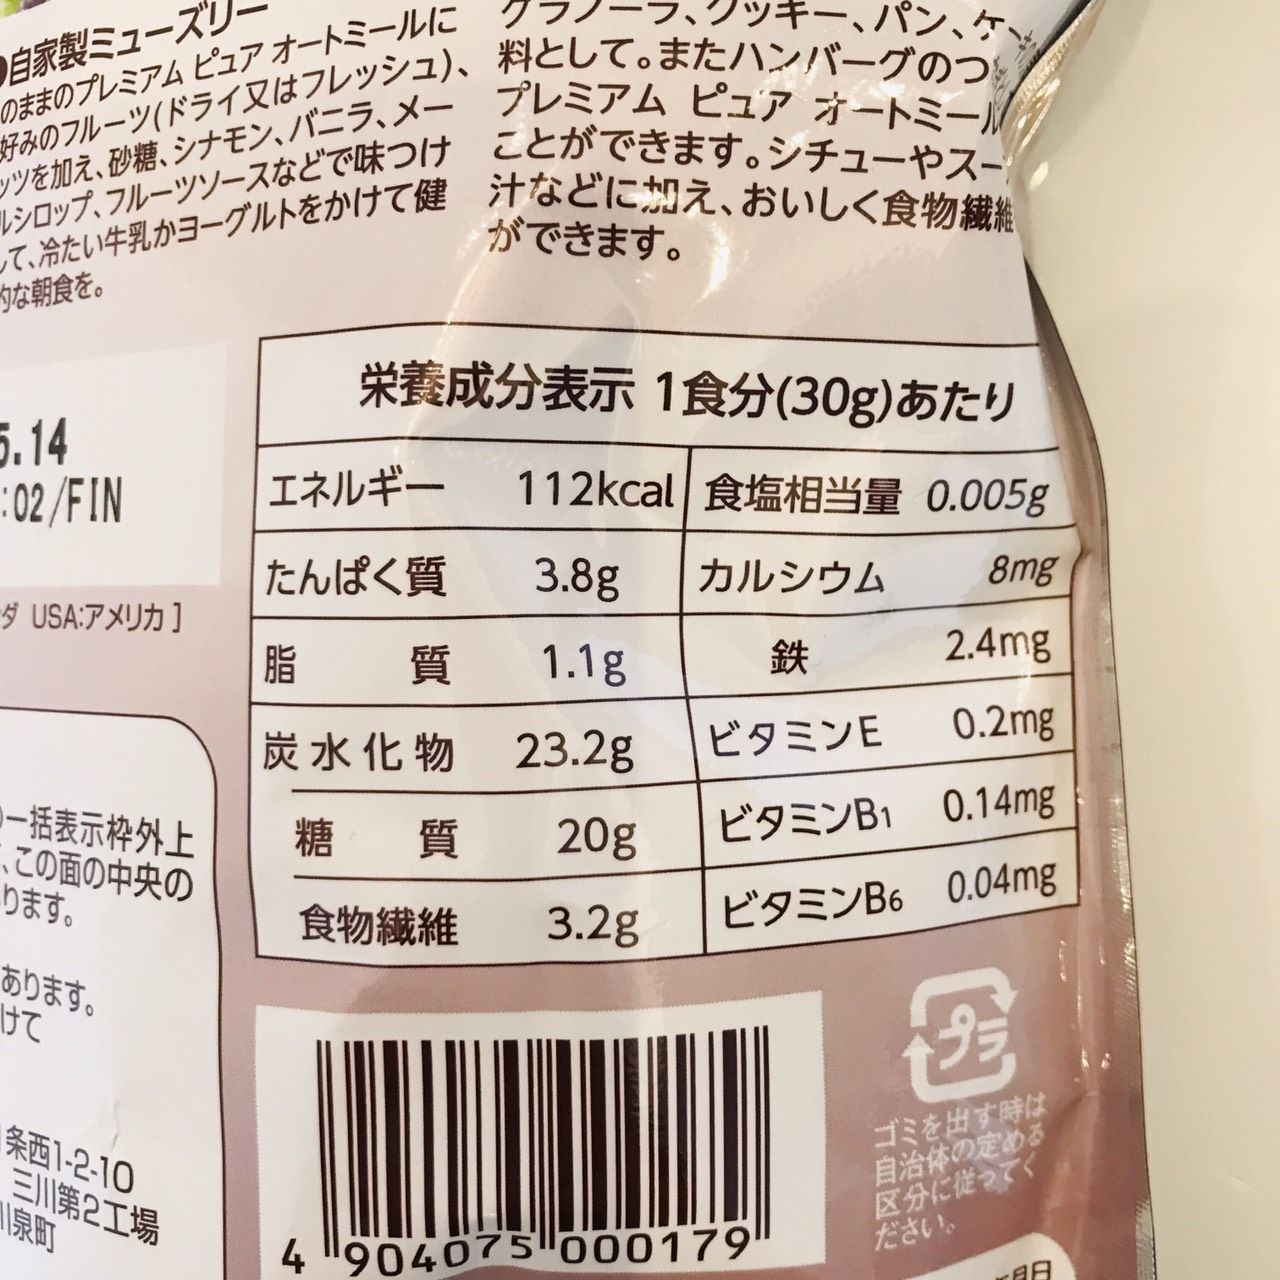 ●自家製ミューズリー
のままのプレミアム ピュア オートミールに
好みのフルーツ(ドライ又はフレッシュ)、
ッツを加え、砂糖、シナモン、バニラ、メー
ルシロップ、フルーツソースなどで味つけ
して、冷たい牛乳かヨーグルトをかけて健
的な朝食を。
グラノーラ、クッキー、パン、ケー
料として。またハンバーグのつ
プレミアム ピュア オートミール
ことができます。シチューやスー
汁などに加え、おいしく食物繊維
ができます。
5.14
:02/FIN
ダ USA:アメリカ]
の一括表示枠外上
、この面の中央の
ります。
あります。
けて
条西1-2-10
三川第2工場
川泉町
栄養成分表示 1食分(30g)あたり
エネルギー 112kcal
たんぱく質 3.8g
脂質 1.1g
炭水化物 23.2g
糖質 20g
食物繊維 3.2g
食塩相当量 0.005g
カルシウム 8mg
鉄 2.4mg
ビタミンE 0.2mg
ビタミンB1 0.14mg
ビタミンB6 0.04mg
4 904075 000179
プラ
ゴミを出す時は
自治体の定める
区分に従ってく
ださい。
月日